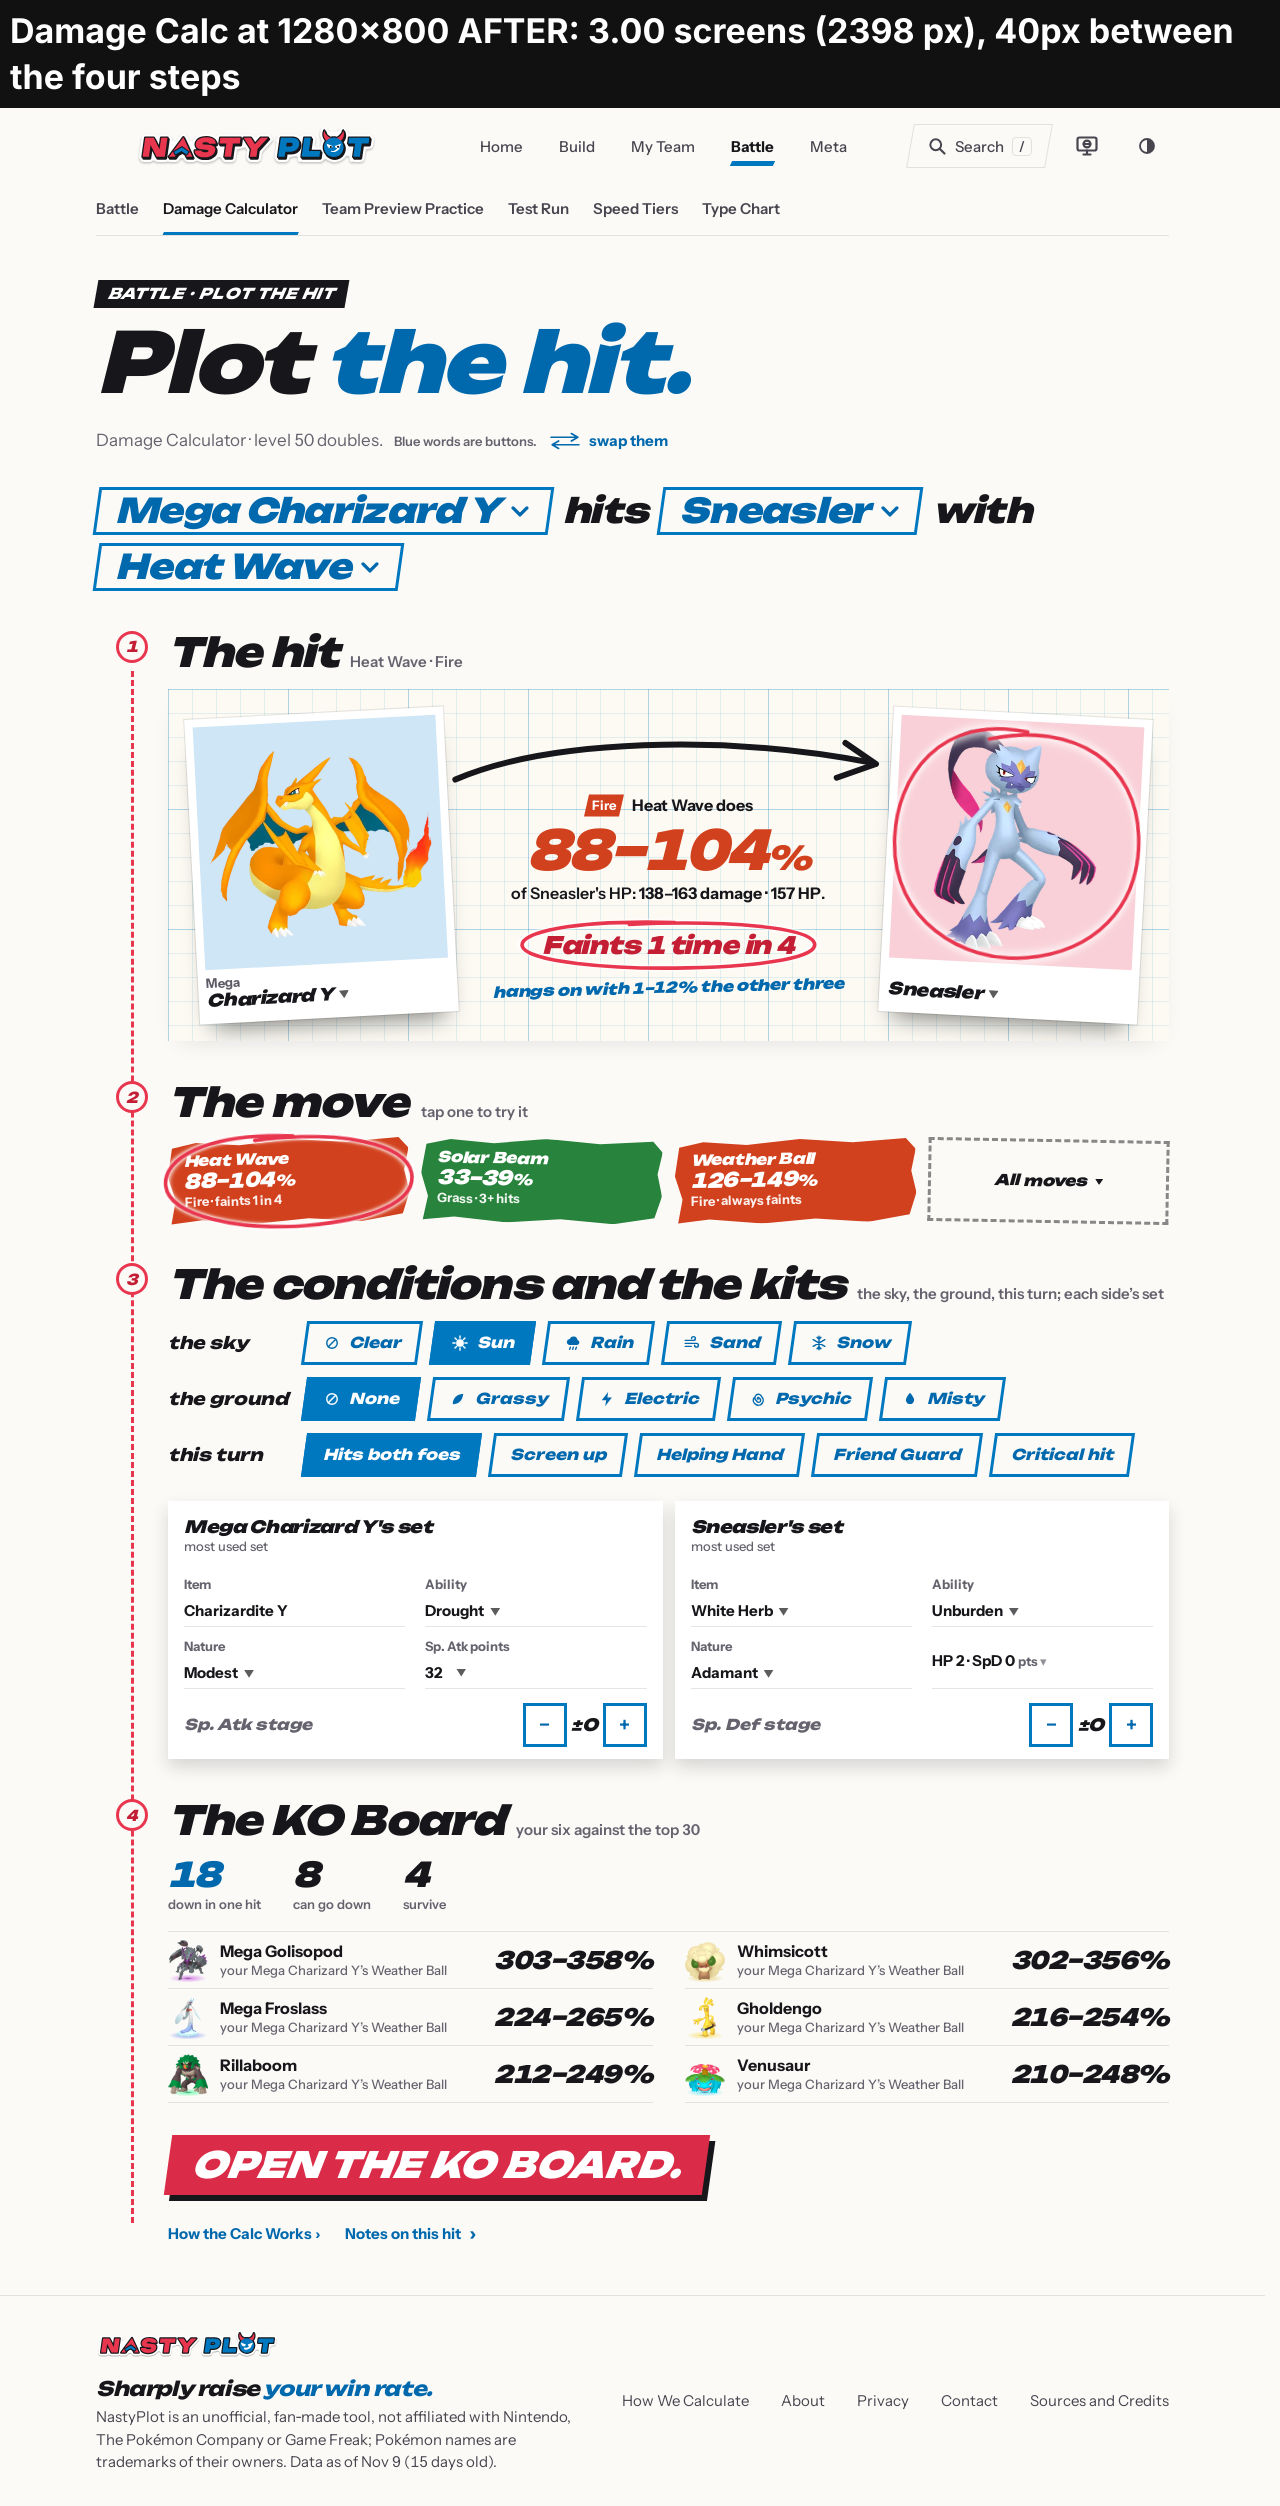 Damage Calc at 1280×800 AFTER: 3.00 screens (2398 px), 40px between
the four steps
NASTY PLOT
Home Build My Team Battle Meta Search /
Battle Damage Calculator Team Preview Practice Test Run Speed Tiers Type Chart
BATTLE · PLOT THE HIT
Plot the hit.
Damage Calculator · level 50 doubles. Blue words are buttons. swap them
Mega Charizard Y hits Sneasler with
Heat Wave
1 The hit Heat Wave · Fire
Fire Heat Wave does
88–104%
of Sneasler's HP: 138–163 damage · 157 HP.
Faints 1 time in 4
hangs on with 1–12% the other three
Mega
Charizard Y
Sneasler
2 The move tap one to try it
Heat Wave
88–104%
Fire · faints 1 in 4
Solar Beam
33–39%
Grass · 3+ hits
Weather Ball
126–149%
Fire · always faints
All moves
3 The conditions and the kits the sky, the ground, this turn; each side's set
the sky Clear Sun Rain Sand Snow
the ground None Grassy Electric Psychic Misty
this turn Hits both foes Screen up Helping Hand Friend Guard Critical hit
Mega Charizard Y's set
most used set
Item Ability
Charizardite Y Drought
Nature Sp. Atk points
Modest 32
Sp. Atk stage − ±0 +
Sneasler's set
most used set
Item Ability
White Herb Unburden
Nature
Adamant HP 2 · SpD 0 pts
Sp. Def stage − ±0 +
4 The KO Board your six against the top 30
18 8 4
down in one hit can go down survive
Mega Golisopod
your Mega Charizard Y's Weather Ball
303–358%
Whimsicott
your Mega Charizard Y's Weather Ball
302–356%
Mega Froslass
your Mega Charizard Y's Weather Ball
224–265%
Gholdengo
your Mega Charizard Y's Weather Ball
216–254%
Rillaboom
your Mega Charizard Y's Weather Ball
212–249%
Venusaur
your Mega Charizard Y's Weather Ball
210–248%
OPEN THE KO BOARD.
How the Calc Works › Notes on this hit ›
NASTY PLOT
Sharply raise your win rate.
NastyPlot is an unofficial, fan-made tool, not affiliated with Nintendo,
The Pokémon Company or Game Freak; Pokémon names are
trademarks of their owners. Data as of Nov 9 (15 days old).
How We Calculate About Privacy Contact Sources and Credits